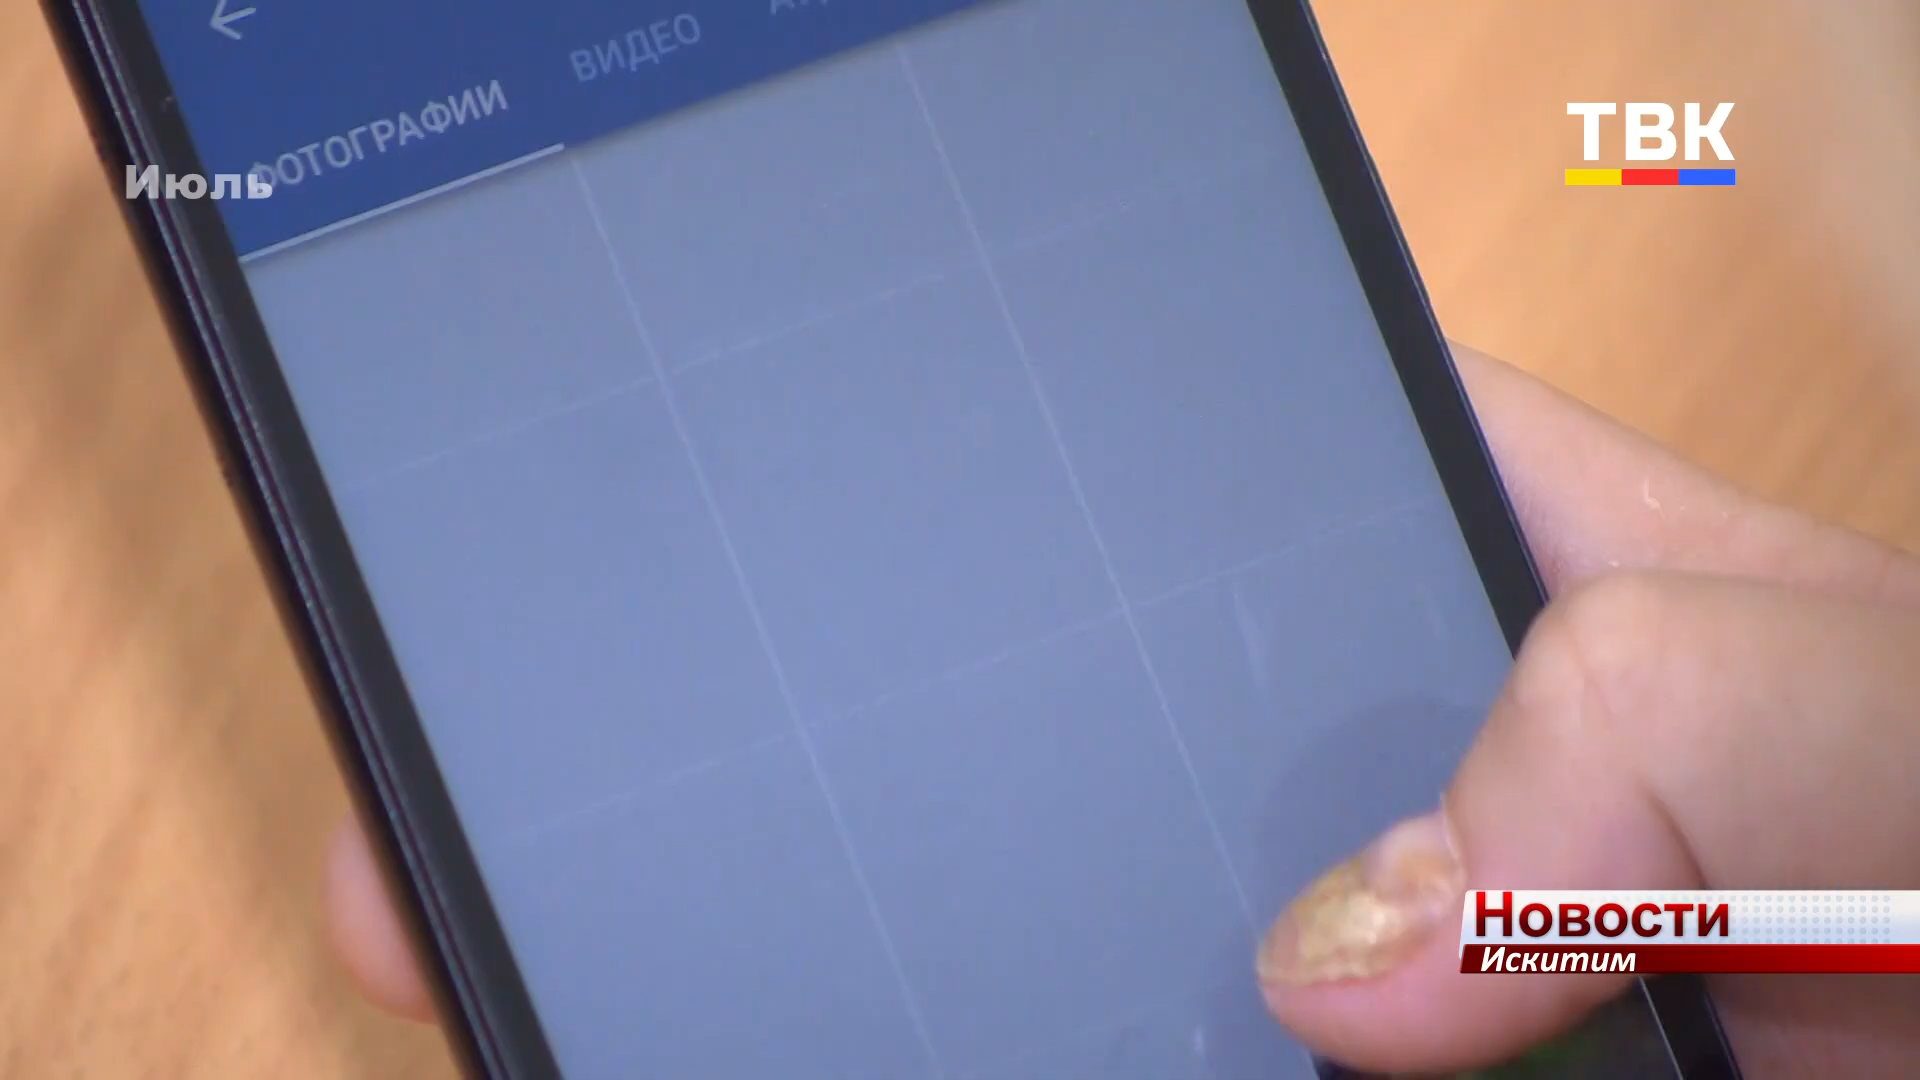 ВИДЕО
ФОТОГРАФИИ
Июль
ТВК
Новости
Искитим